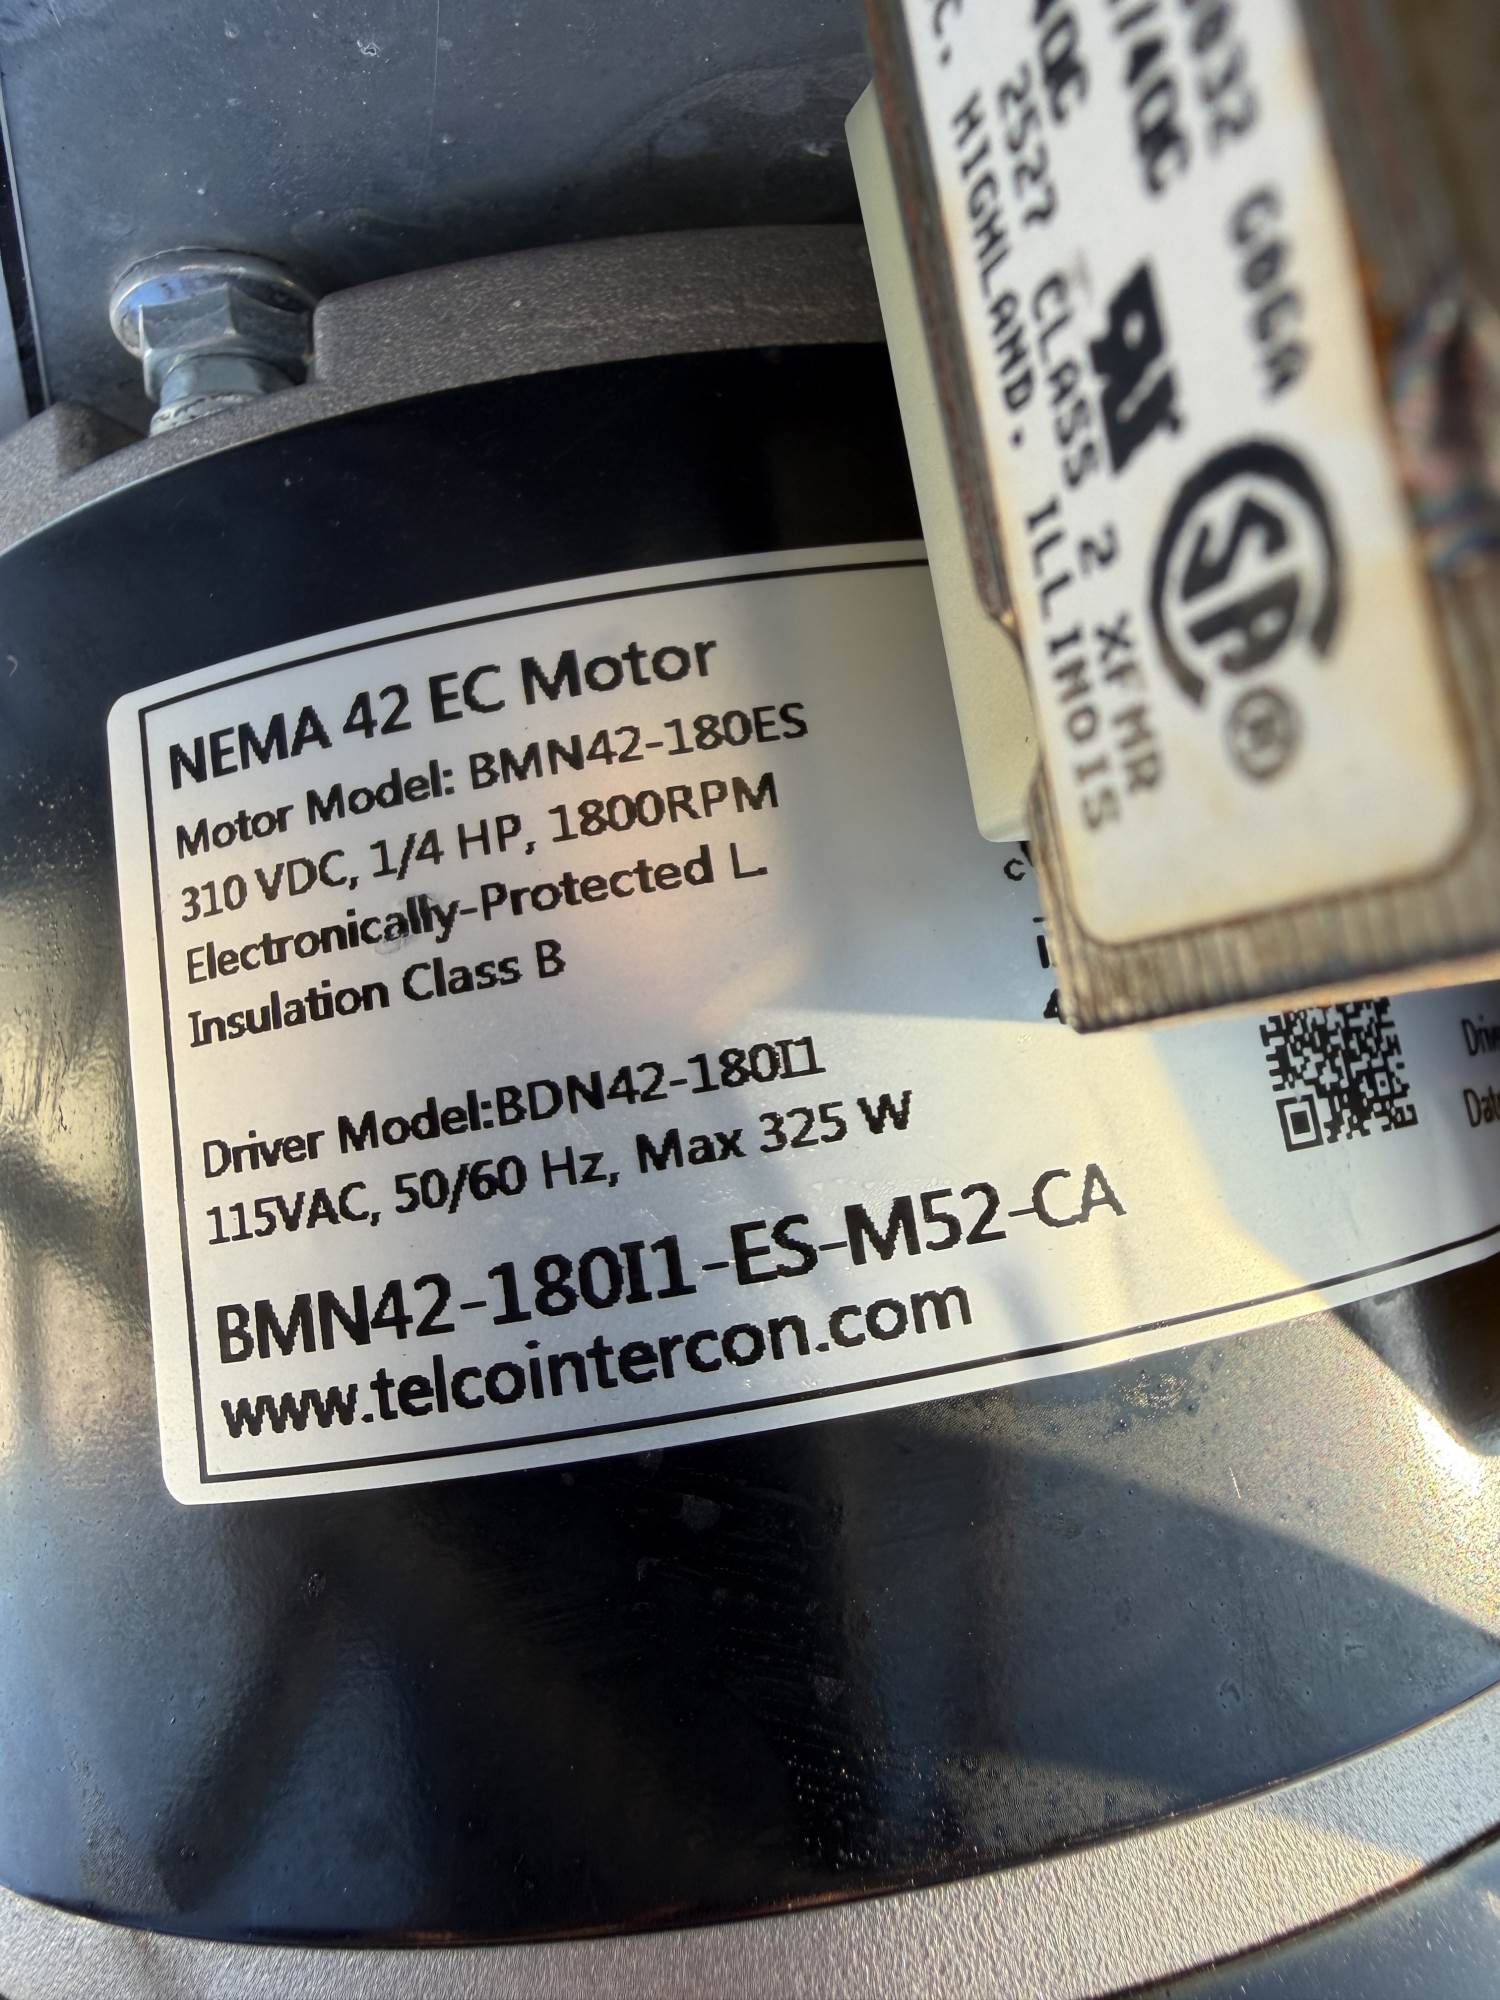 NEMA 42 EC Motor
Motor Model: BMN42-180ES
310 VDC, 1/4 HP, 1800RPM
Electronically-Protected L.
Insulation Class B
Driver Model:BDN42-180I1
115VAC, 50/60 Hz, Max 325 W
BMN42-180I1-ES-M52-CA
www.telcointercon.com
2527 CLASS 2 XFMR
HIGHLAND. ILLINOIS